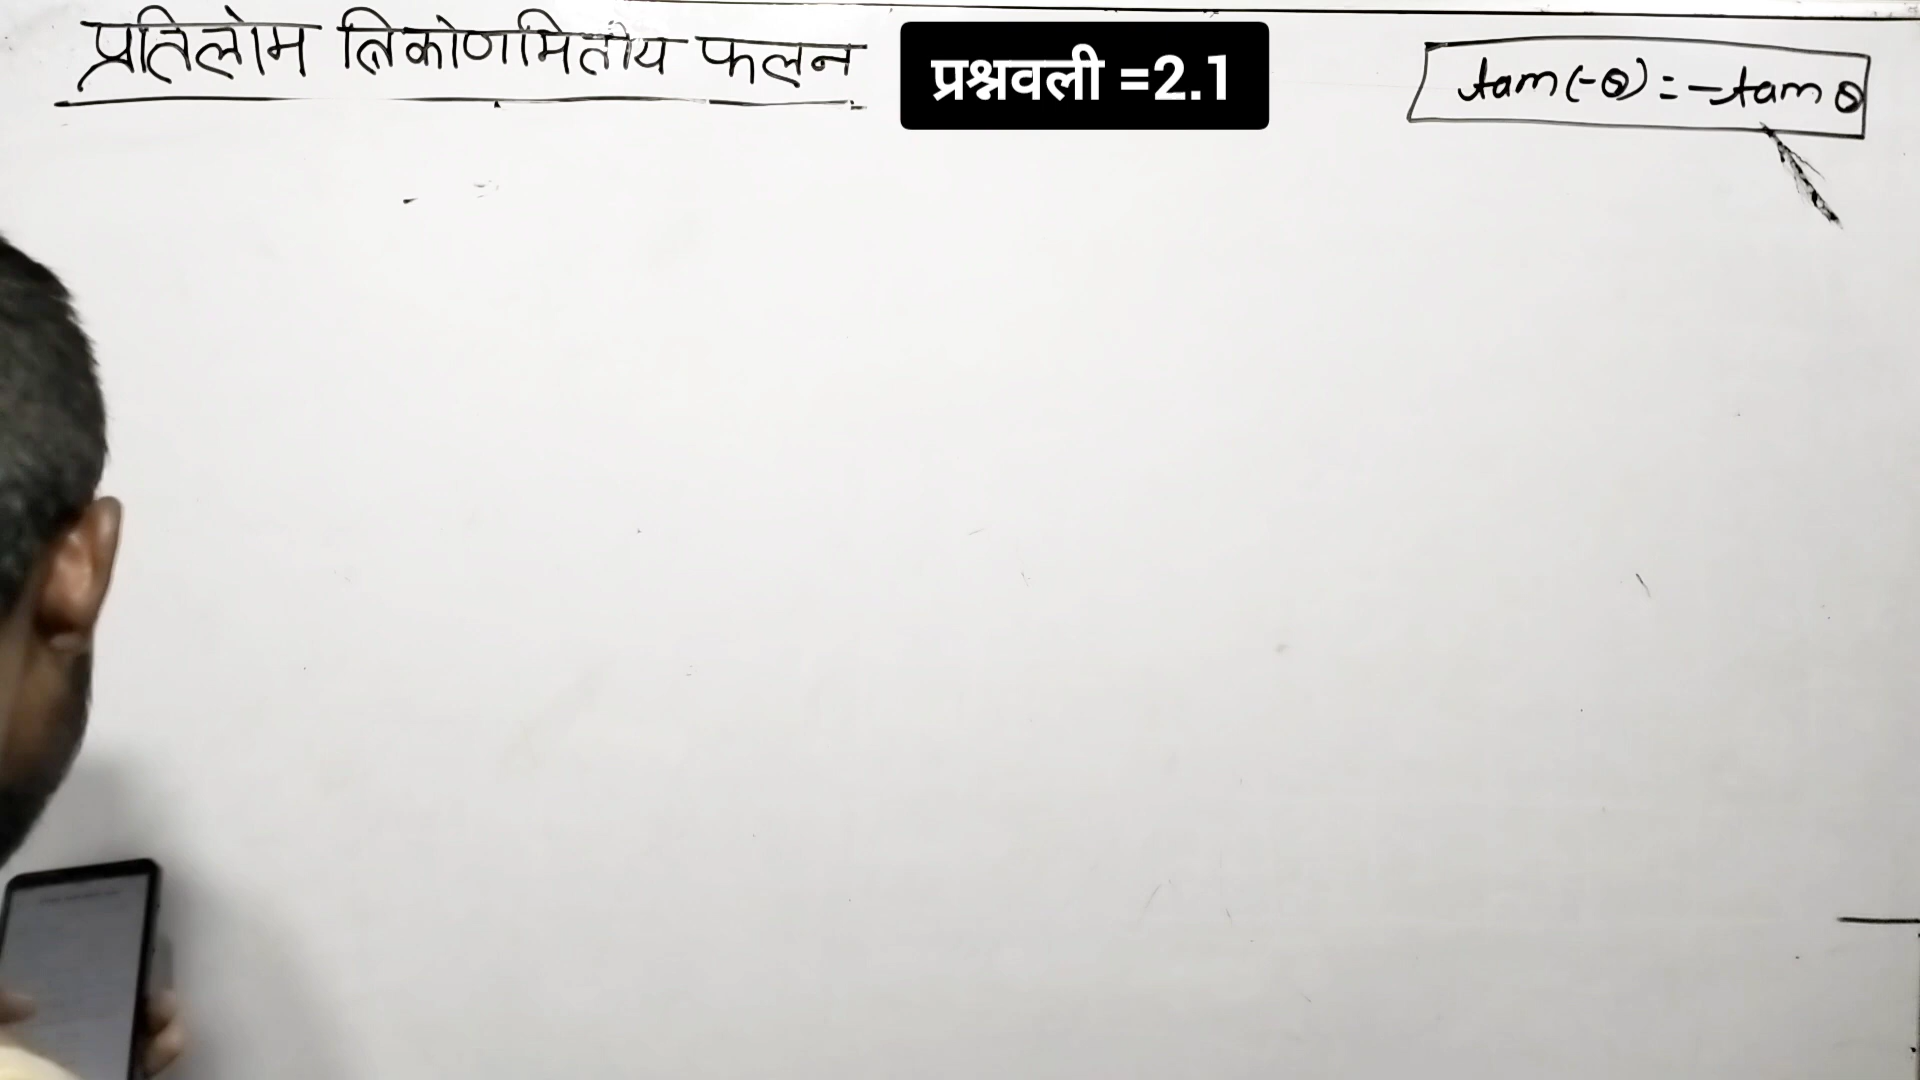 प्रतिलोम त्रिकोणमितीय फलन
प्रश्नवली =2.1
tan(-θ) = -tan θ